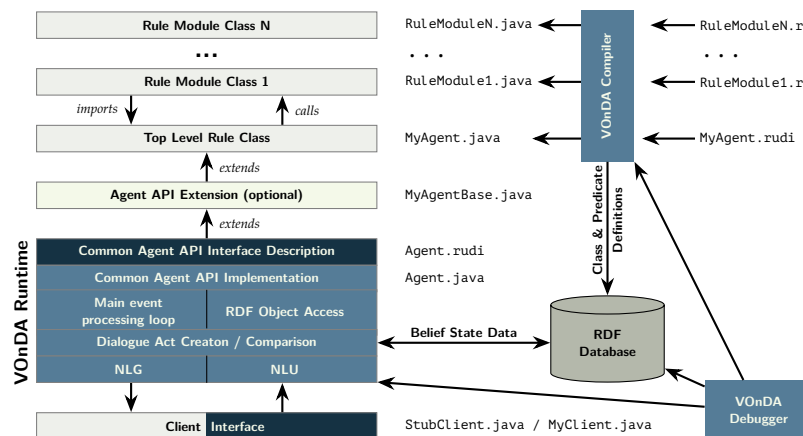 Rule Module Class N
RuleModuleN.java
RuleModuleN.r
...
. . .
. . .
Rule Module Class 1
RuleModule1.java
RuleModule1.r
VOnDA Compiler
imports
calls
Top Level Rule Class
MyAgent.java
MyAgent.rudi
extends
Agent API Extension (optional)
MyAgentBase.java
extends
Class & Predicate
Definitions
VOnDA Runtime
Common Agent API Interface Description
Agent.rudi
Common Agent API Implementation
Agent.java
Main event
processing loop
RDF Object Access
Dialogue Act Creaton / Comparison
Belief State Data
RDF
Database
NLG
NLU
VOnDA
Debugger
Client Interface
StubClient.java / MyClient.java